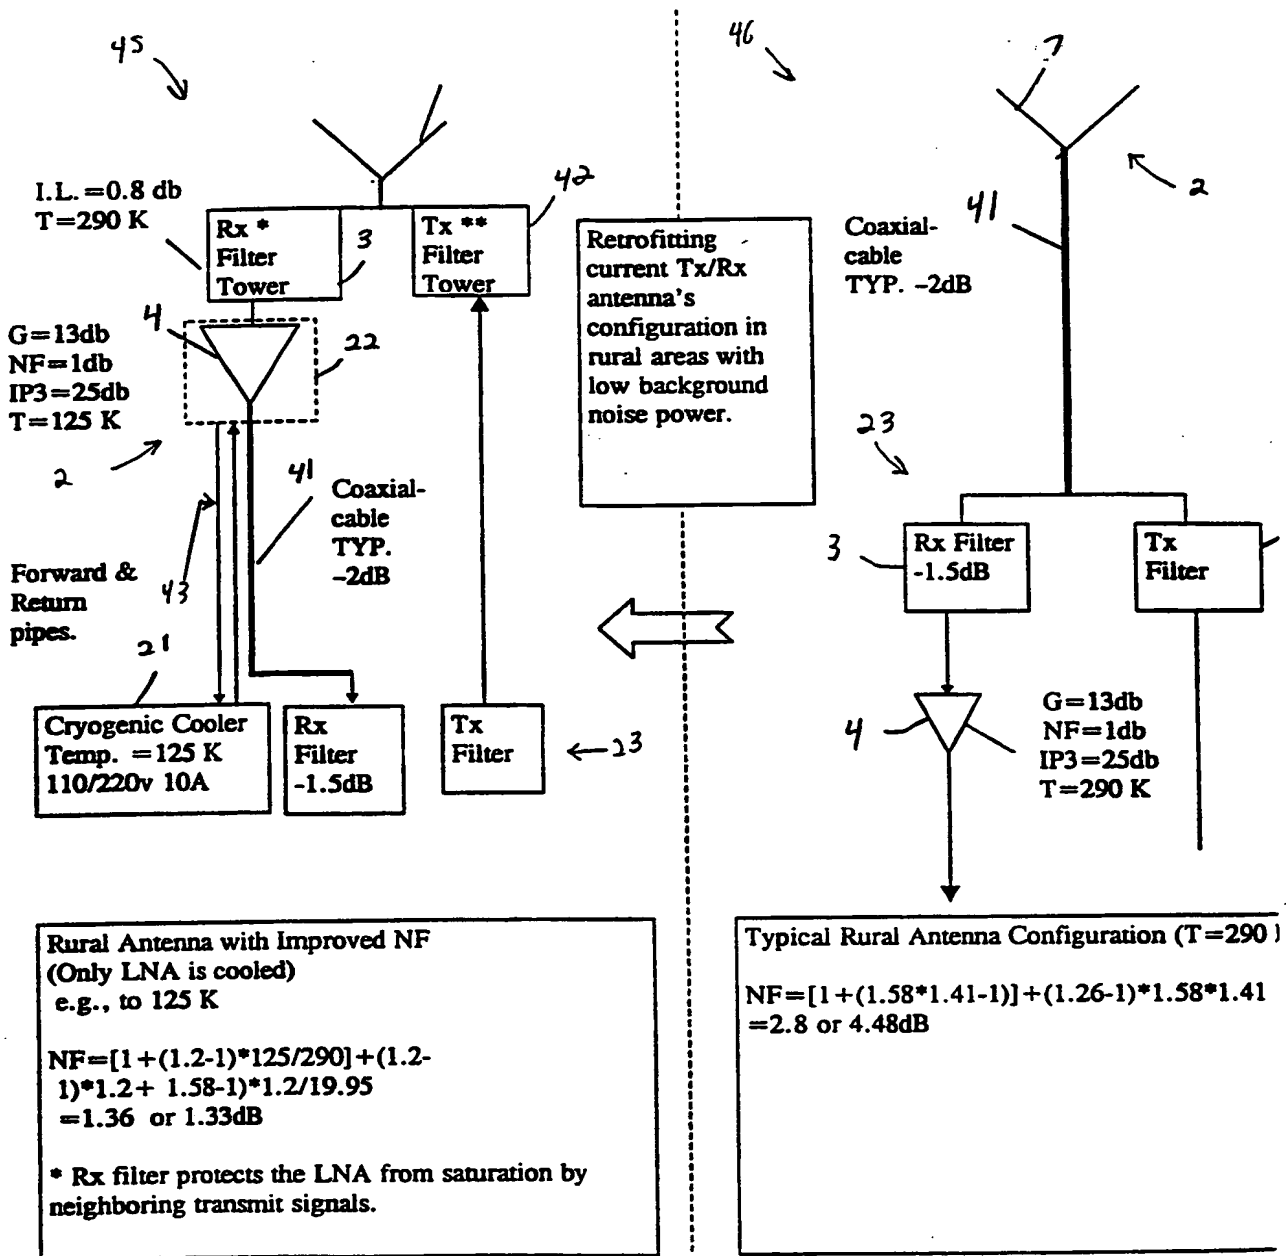 45
I.L.=0.8 db
T=290 K
Rx *
Filter
Tower
3
Tx **
Filter
Tower
42
G=13db
NF=1db
IP3=25db
T=125 K
4
22
2
41
Coaxial-
cable
TYP.
-2dB
Forward &
Return
pipes.
43
21
Cryogenic Cooler
Temp. =125 K
110/220v 10A
Rx
Filter
-1.5dB
Tx
Filter
23
Retrofitting
current Tx/Rx
antenna's
configuration in
rural areas with
low background
noise power.
46
7
2
41
Coaxial-
cable
TYP. -2dB
23
3
Rx Filter
-1.5dB
Tx
Filter
4
G=13db
NF=1db
IP3=25db
T=290 K
Rural Antenna with Improved NF
(Only LNA is cooled)
e.g., to 125 K
NF=[1+(1.2-1)*125/290]+(1.2-
1)*1.2+ 1.58-1)*1.2/19.95
=1.36 or 1.33dB
* Rx filter protects the LNA from saturation by
neighboring transmit signals.
Typical Rural Antenna Configuration (T=290
NF=[1+(1.58*1.41-1)]+(1.26-1)*1.58*1.41
=2.8 or 4.48dB